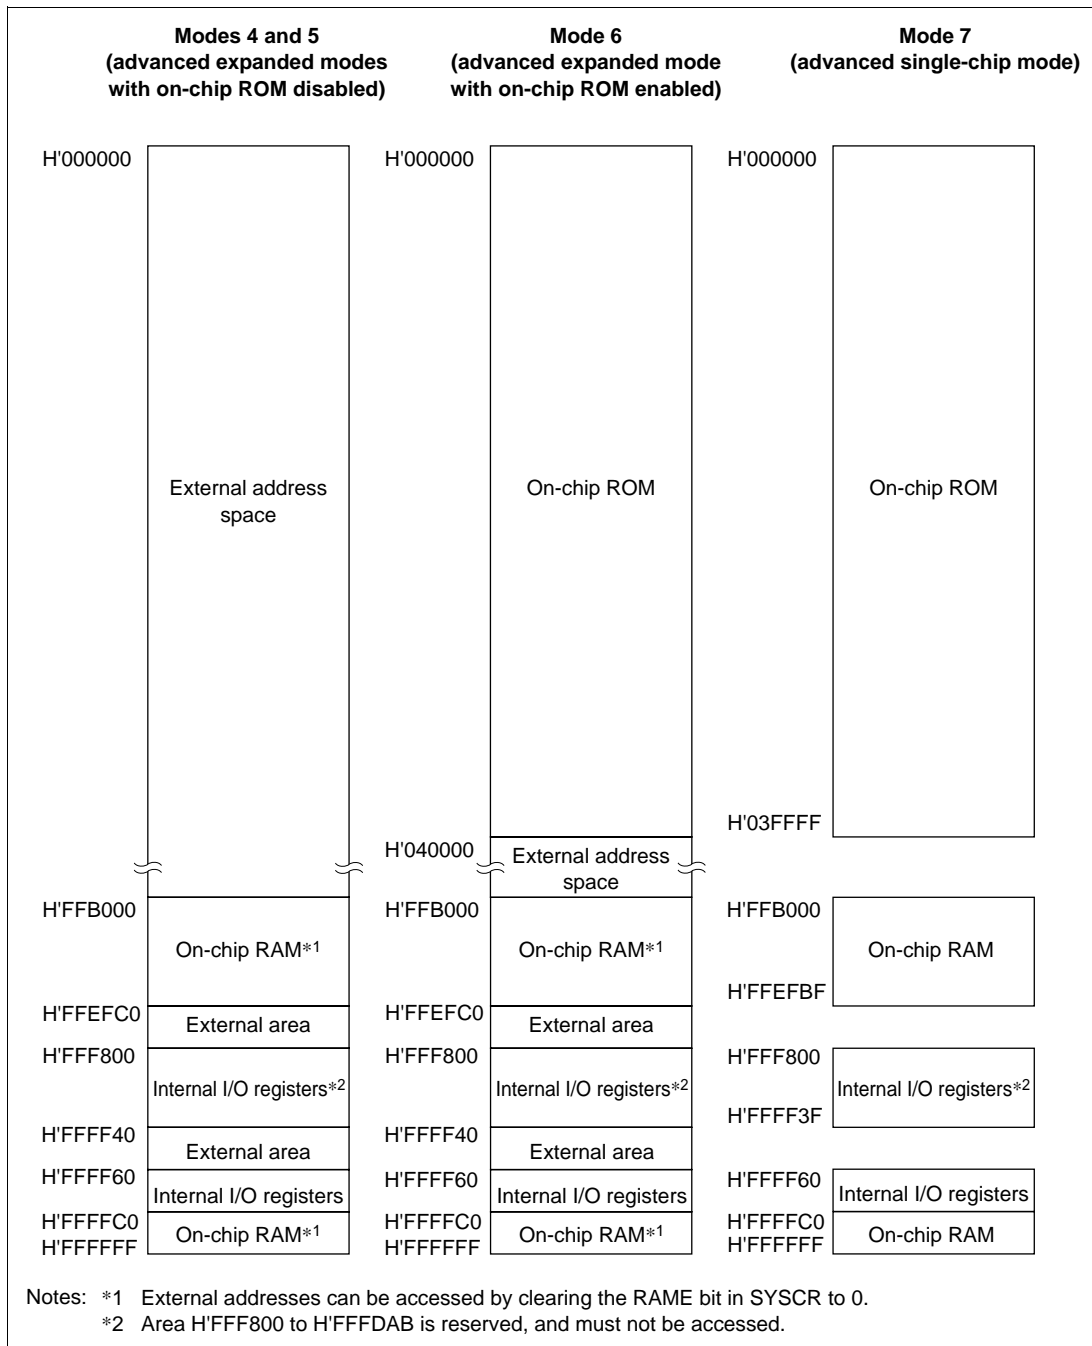 Modes 4 and 5
(advanced expanded modes
with on-chip ROM disabled)
Mode 6
(advanced expanded mode
with on-chip ROM enabled)
Mode 7
(advanced single-chip mode)
H'000000
External address
space
H'FFB000
On-chip RAM*1
H'FFEFC0
External area
H'FFF800
Internal I/O registers*2
H'FFFF40
External area
H'FFFF60
Internal I/O registers
H'FFFFC0
On-chip RAM*1
H'FFFFFF
H'000000
On-chip ROM
H'040000
External address
space
H'FFB000
On-chip RAM*1
H'FFEFC0
External area
H'FFF800
Internal I/O registers*2
H'FFFF40
External area
H'FFFF60
Internal I/O registers
H'FFFFC0
On-chip RAM*1
H'FFFFFF
H'000000
On-chip ROM
H'03FFFF
H'FFB000
On-chip RAM
H'FFEFBF
H'FFF800
Internal I/O registers*2
H'FFFF3F
H'FFFF60
Internal I/O registers
H'FFFFC0
On-chip RAM
H'FFFFFF
Notes: *1 External addresses can be accessed by clearing the RAME bit in SYSCR to 0.
*2 Area H'FFF800 to H'FFFDAB is reserved, and must not be accessed.